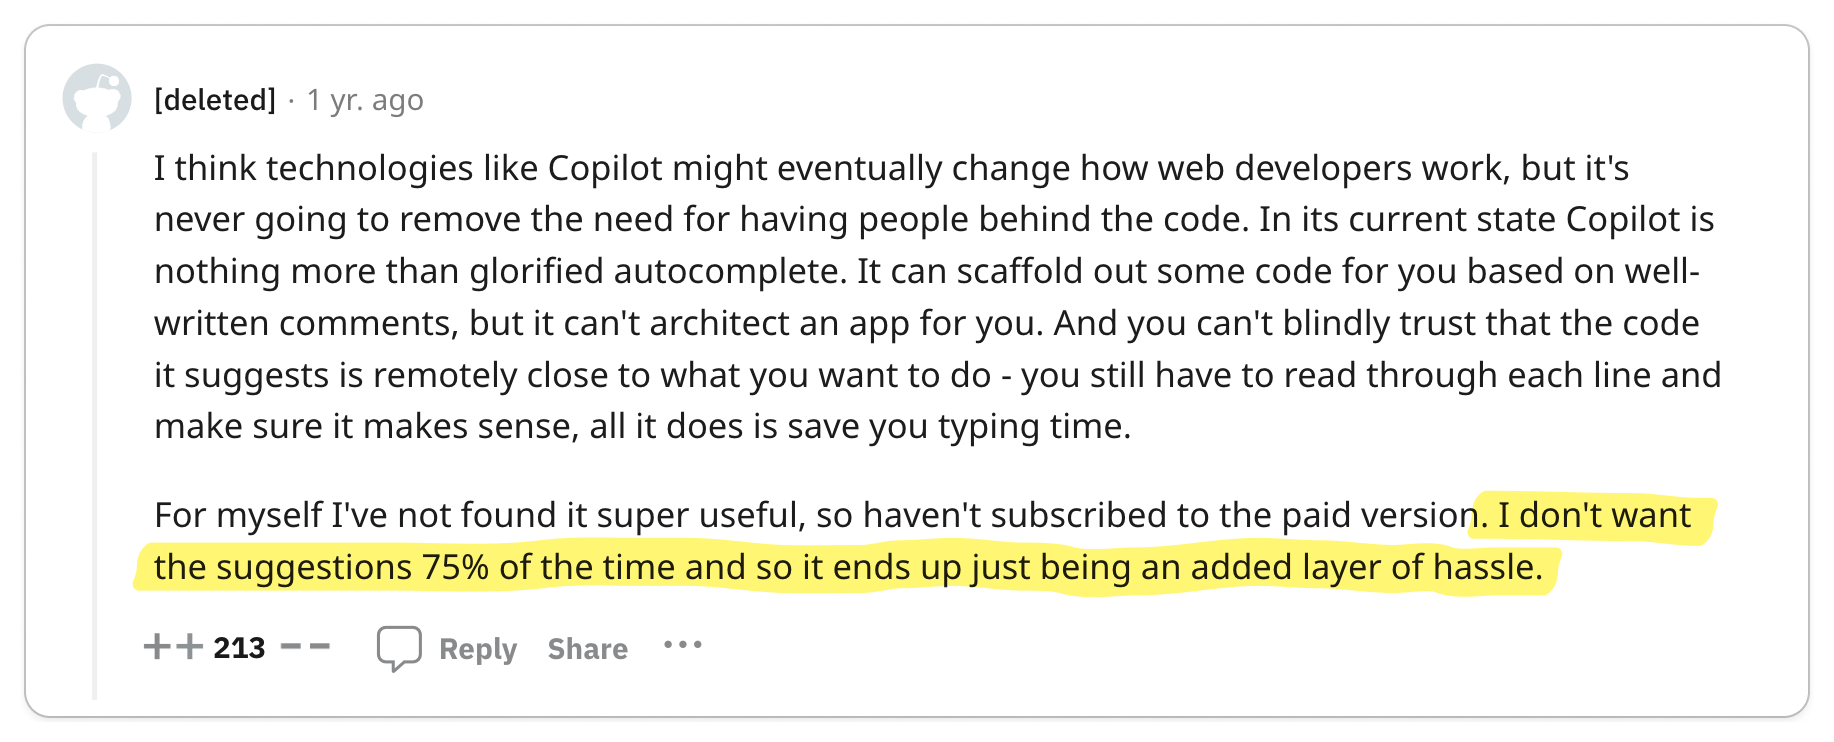 [deleted] · 1 yr. ago
I think technologies like Copilot might eventually change how web developers work, but it's
never going to remove the need for having people behind the code. In its current state Copilot is
nothing more than glorified autocomplete. It can scaffold out some code for you based on well-
written comments, but it can't architect an app for you. And you can't blindly trust that the code
it suggests is remotely close to what you want to do - you still have to read through each line and
make sure it makes sense, all it does is save you typing time.
For myself I've not found it super useful, so haven't subscribed to the paid version. I don't want
the suggestions 75% of the time and so it ends up just being an added layer of hassle.
++ 213 -- Reply Share ···